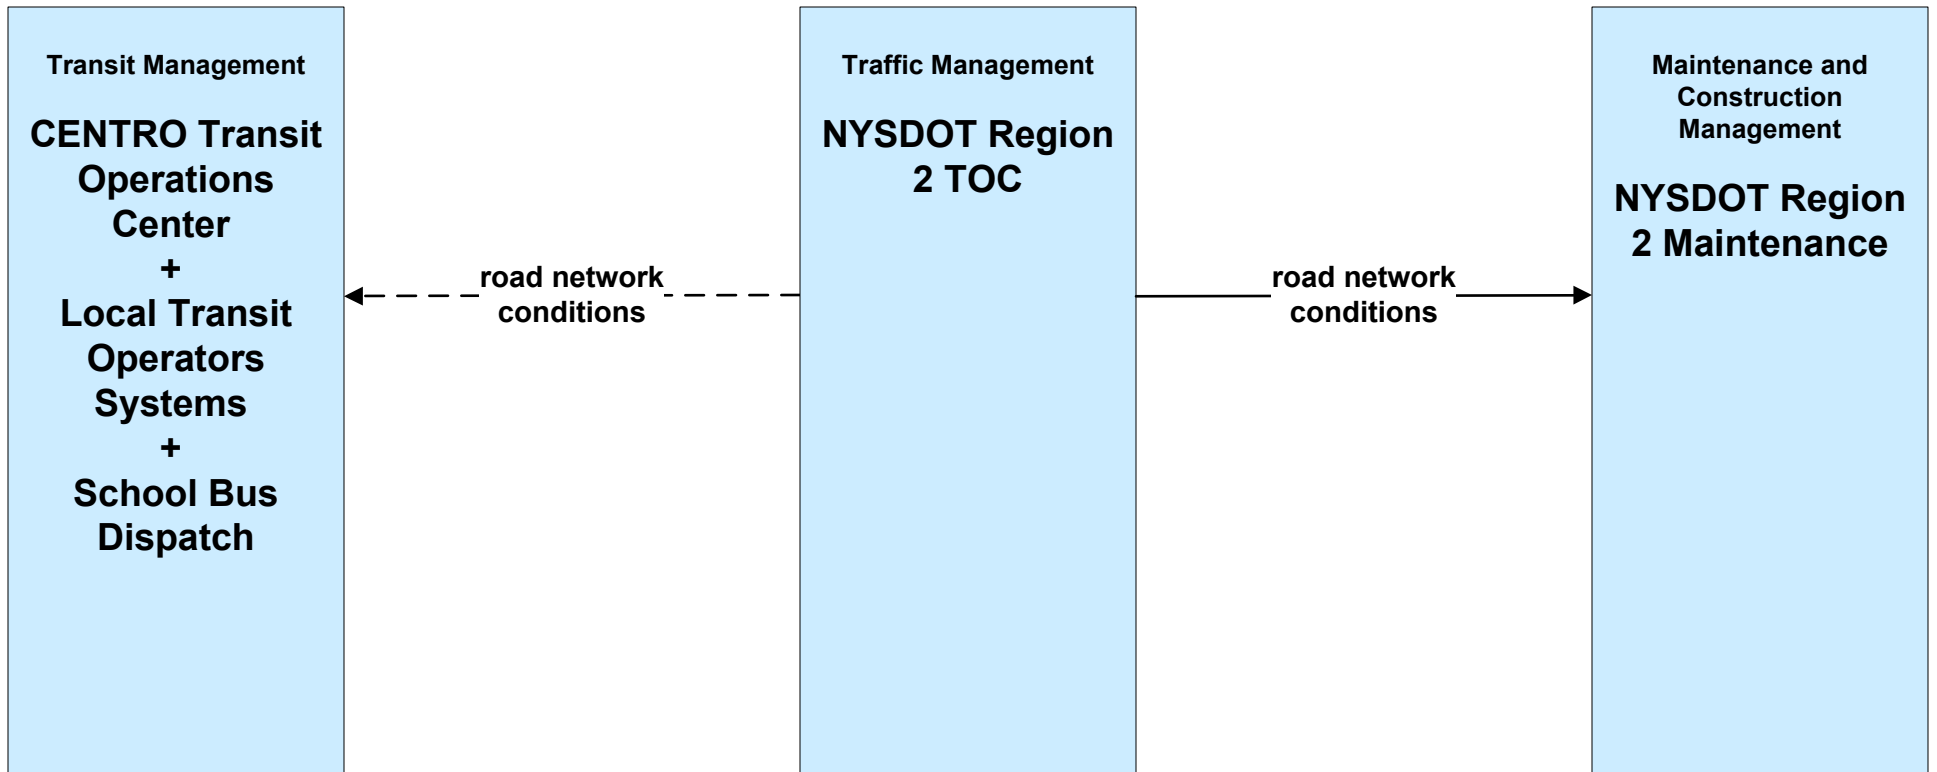 Transit Management
CENTRO Transit
Operations
Center
+
Local Transit
Operators
Systems
+
School Bus
Dispatch
road network
conditions
Traffic Management
NYSDOT Region
2 TOC
road network
conditions
Maintenance and
Construction
Management
NYSDOT Region
2 Maintenance